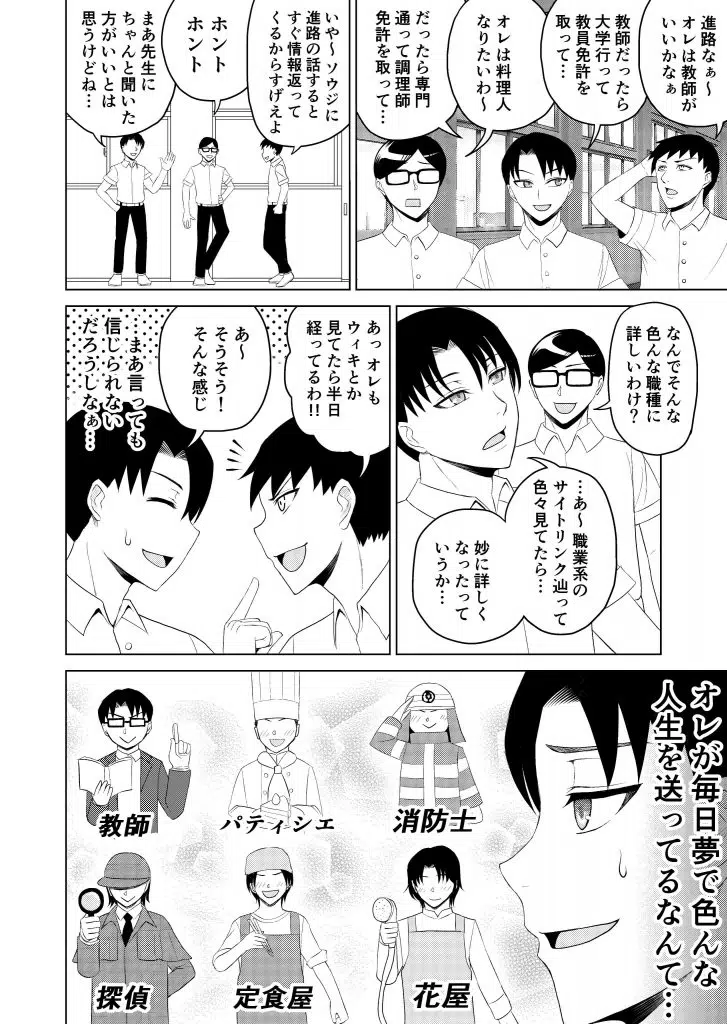 進路なぁ〜
オレは教師が
いいかなぁ
教師だったら
大学行って
教員免許を
取って…
オレは料理人
なりたいわ〜
だったら専門
通って調理師
免許を取って…
いや〜ソウジに
進路の話すると
すぐ情報返って
くるからすげえよ
ホント
ホント
まあ先生に
ちゃんと聞いた
方がいいとは
思うけどね…
なんでそんな
色んな職種に
詳しいわけ？
…あ〜職業系の
サイトリンク辿って
色々見てたら…
妙に詳しく
なったって
いうか…
あっオレも
ウィキとか
見てたら半日
経ってるわ!!
あ〜
そうそう！
そんな感じ
…まあ言っても
信じられない
だろうしなぁ…
オレが毎日夢で色んな
人生を送ってるなんて…
教師
パティシエ
消防士
探偵
定食屋
花屋